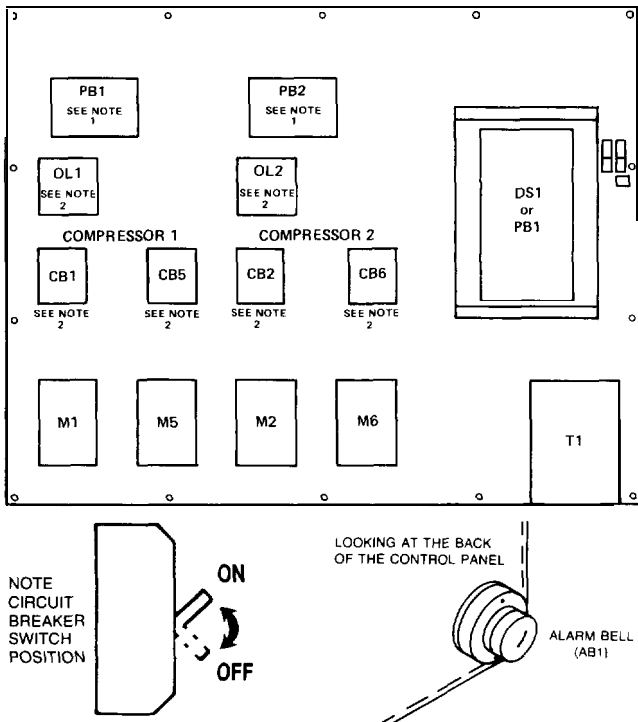 PB1
SEE NOTE
1
PB2
SEE NOTE
1
OL1
SEE NOTE
2
OL2
SEE NOTE
2
DS1
or
PB1
COMPRESSOR 1
COMPRESSOR 2
CB1
CB5
CB2
CB6
SEE NOTE
2
SEE NOTE
2
SEE NOTE
2
SEE NOTE
2
M1
M5
M2
M6
T1
NOTE
CIRCUIT
BREAKER
SWITCH
POSITION
ON
OFF
LOOKING AT THE BACK
OF THE CONTROL PANEL
ALARM BELL
(AB1)